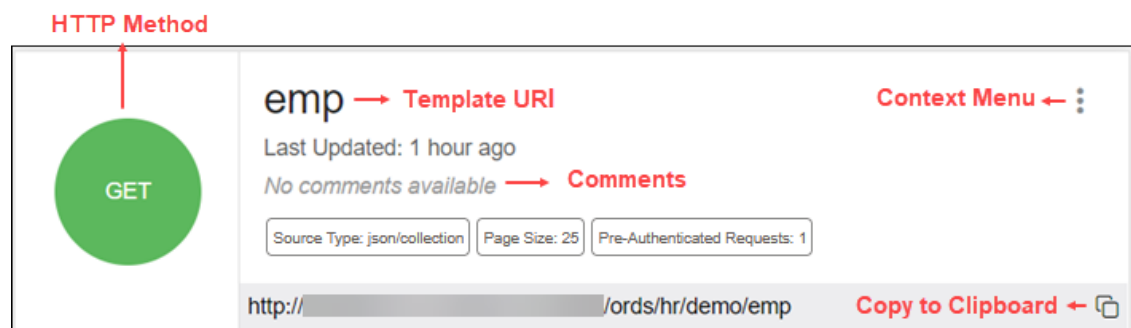 HTTP Method
emp Template URI Context Menu
Last Updated: 1 hour ago
GET No comments available Comments
Source Type: json/collection Page Size: 25 Pre-Authenticated Requests: 1
http:// /ords/hr/demo/emp Copy to Clipboard